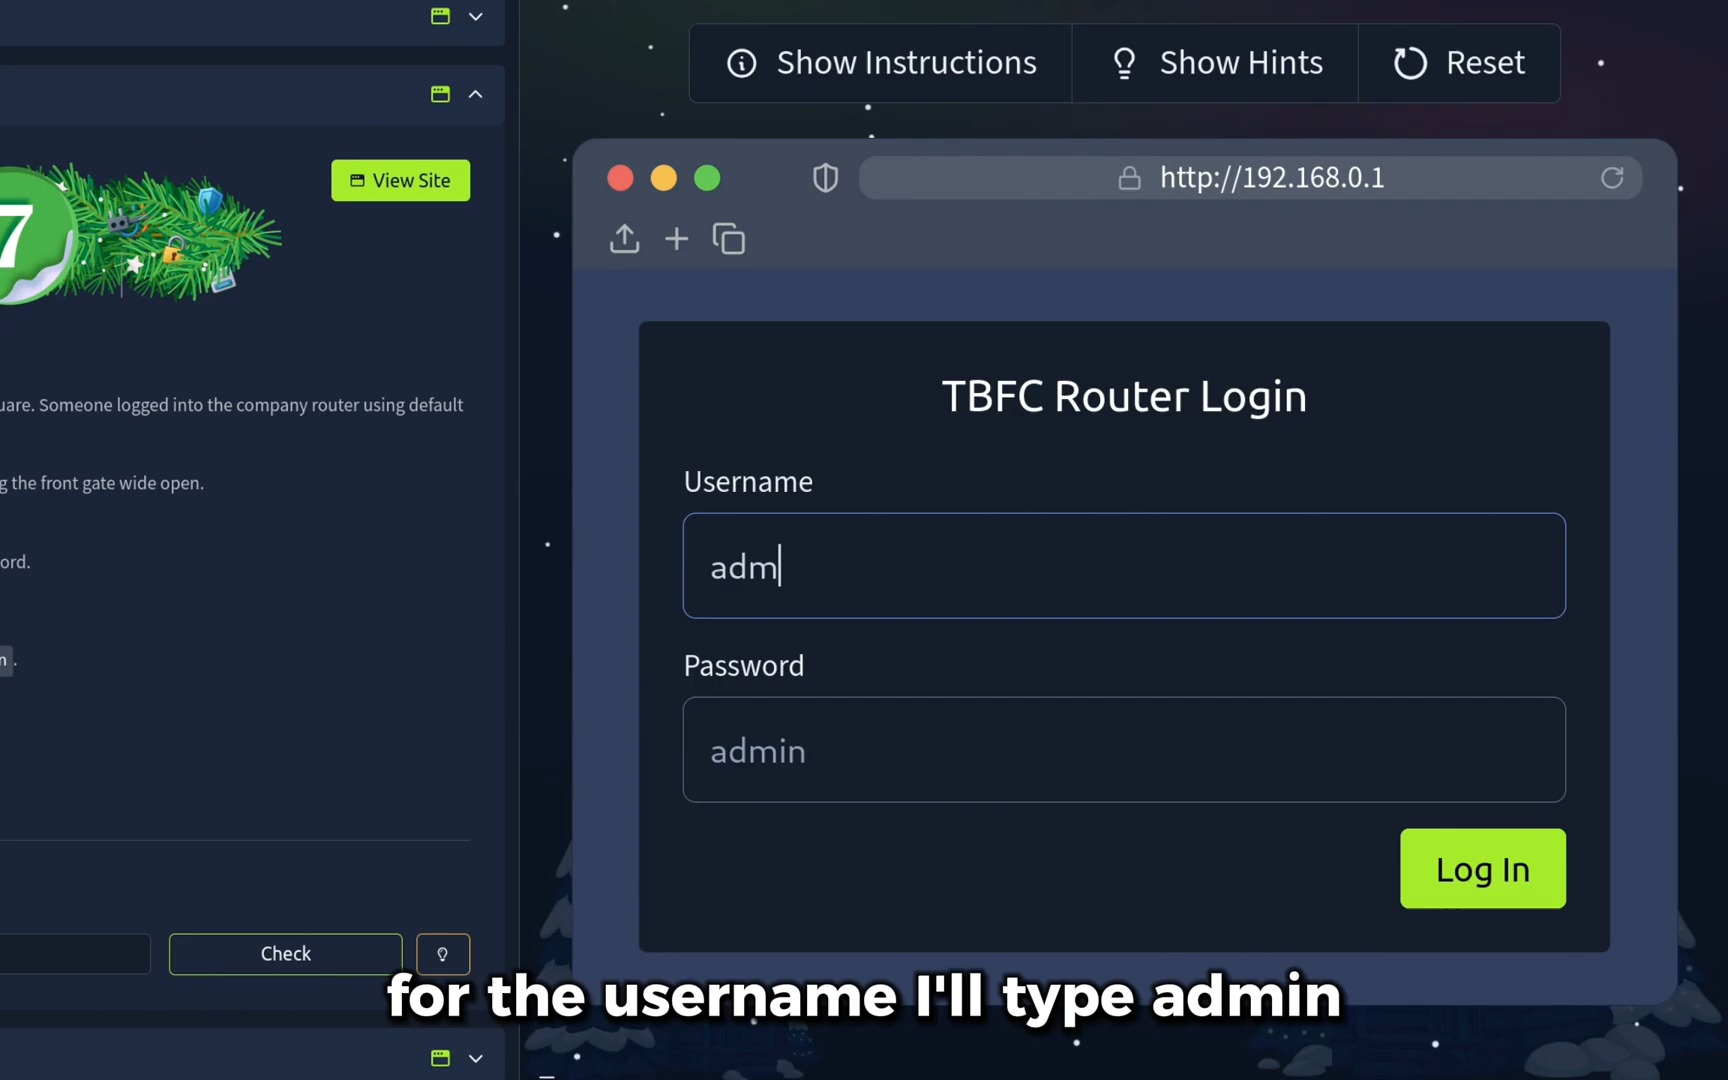 View Site
7
uare. Someone logged into the company router using default
g the front gate wide open.
ord.
n .
Check
Show Instructions
Show Hints
Reset
http://192.168.0.1
TBFC Router Login
Username
adm
Password
admin
Log In
for the username I'll type admin